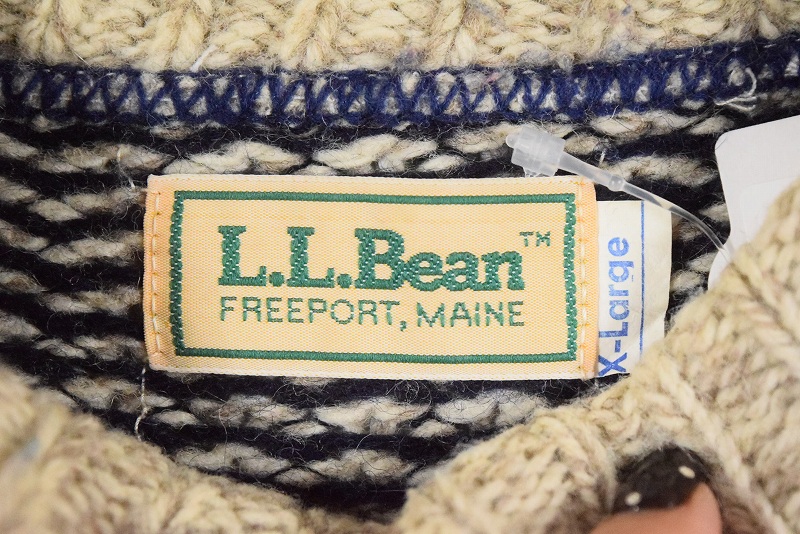 L.L.Bean™
FREEPORT, MAINE
X-Large